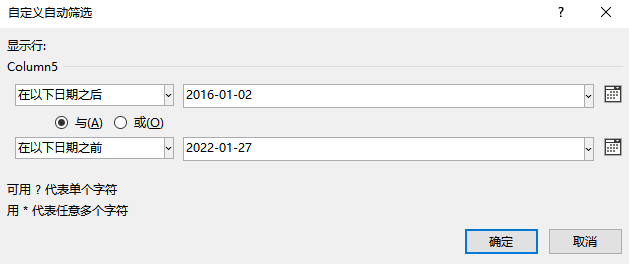 自定义自动筛选
?
显示行:
Column5
在以下日期之后 2016-01-02
与(A) 或(O)
在以下日期之前 2022-01-27
可用 ? 代表单个字符
用 * 代表任意多个字符
确定 取消